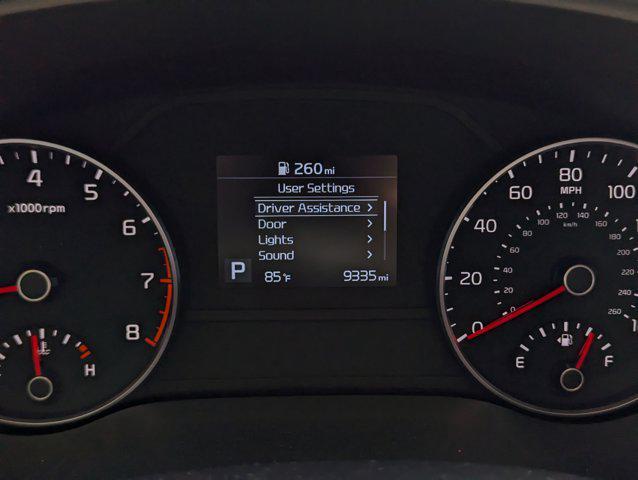 260 mi
User Settings
Driver Assistance >
Door >
Lights >
Sound >
P
85°F
9335 mi
4
5
x1000rpm
6
7
8
H
0
20
40
60
80
100
MPH
km/h
0
20
40
60
80
100
120
140
160
180
200
220
240
260
E
F